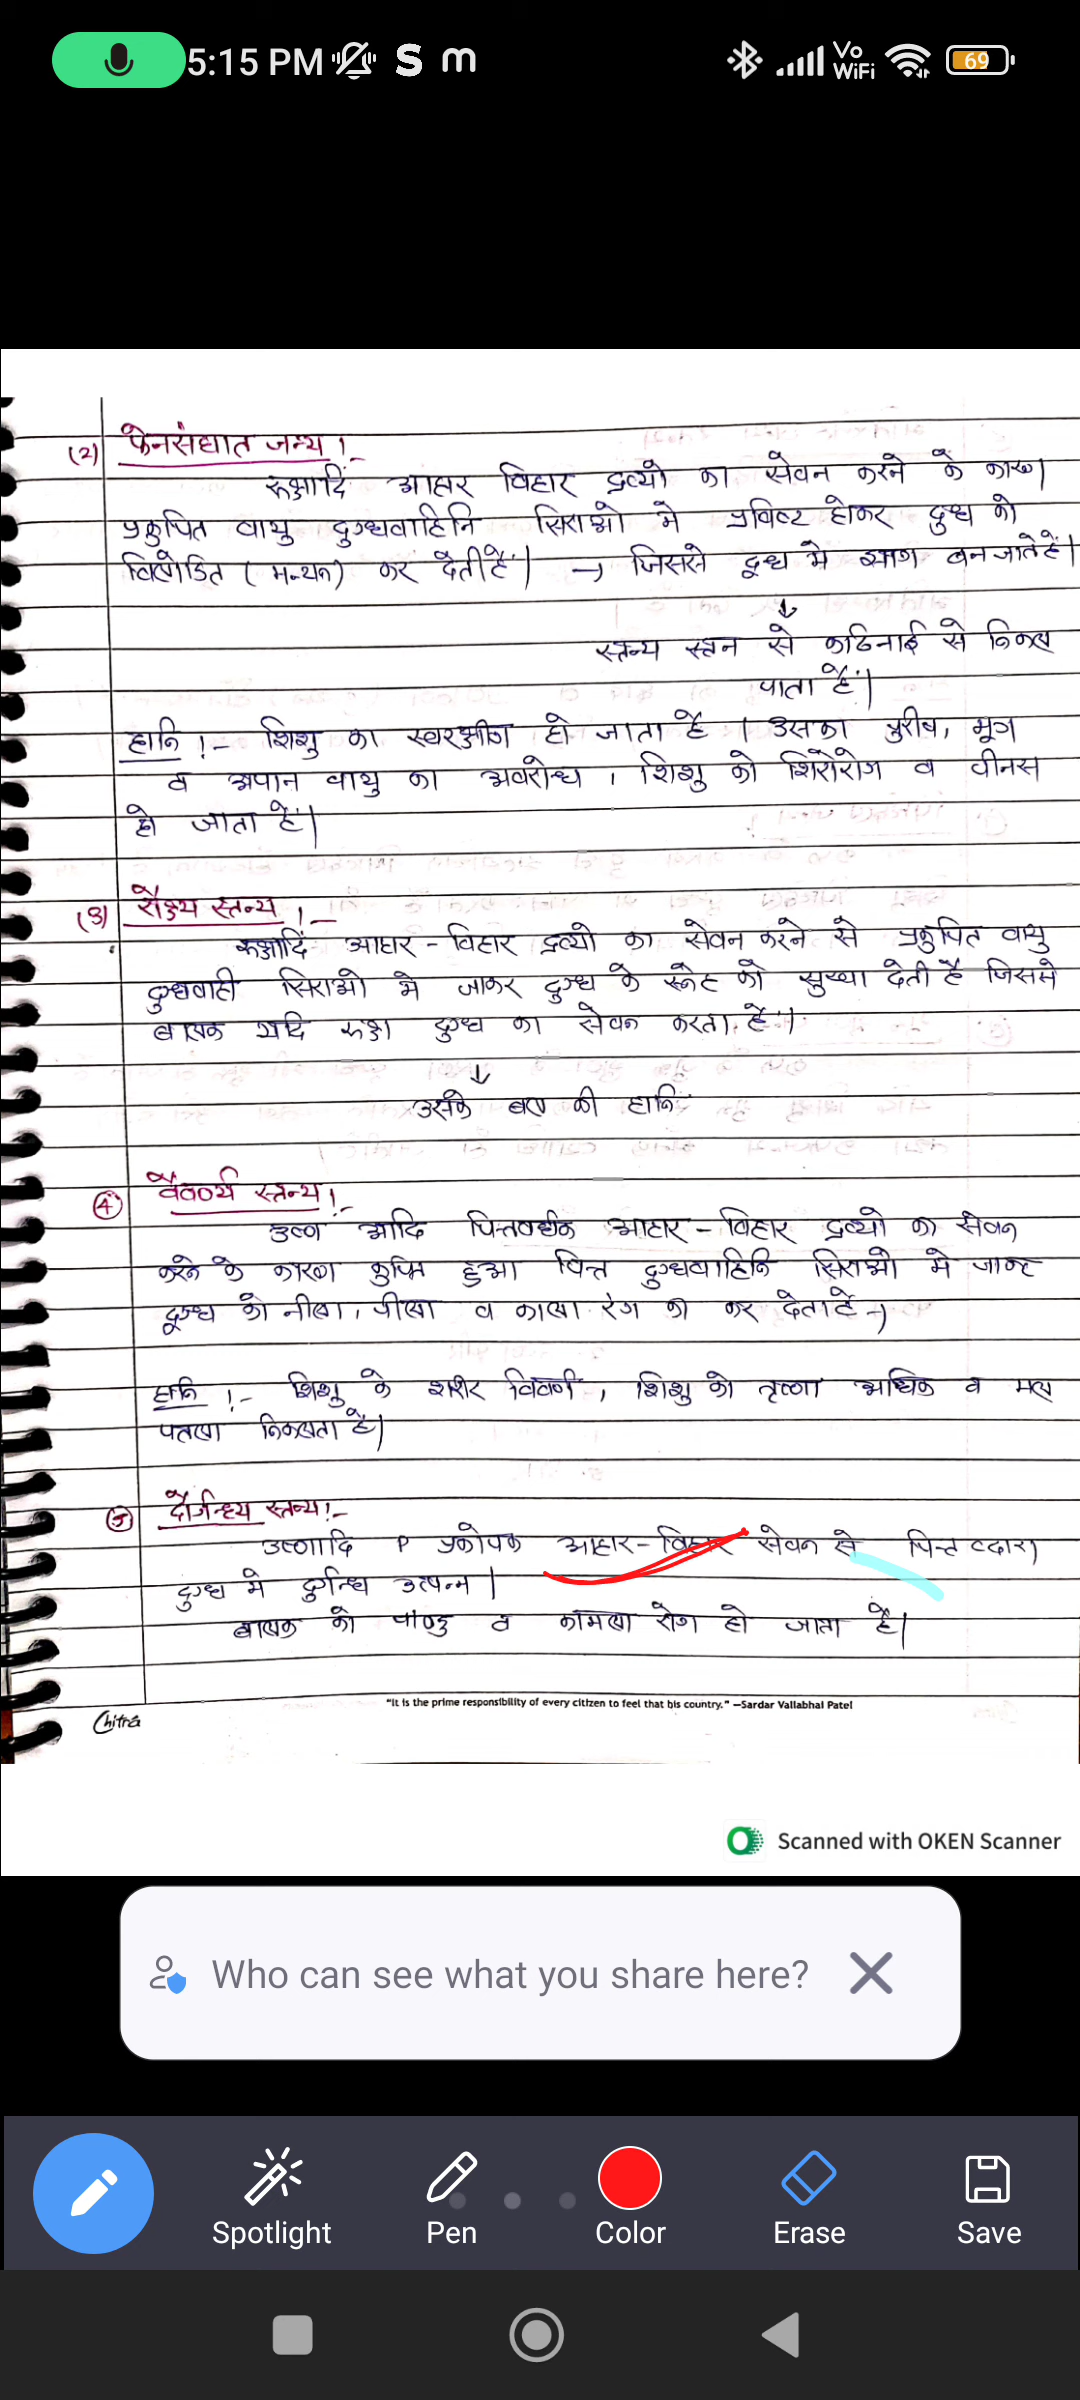 5:15 PM S m Vo WiFi 69
(2) फेनसंघात जन्य !-
रुक्षादि आहार विहार द्रव्यो का सेवन करने के कारण
प्रकुपित वायु दुग्धवाहिनि सिराओ मे प्रविष्ट होकर दुग्ध को
विलोडित (मन्थन) कर देती है। → जिससे दूध मे झाग बन जाते है।
↓
स्तन्य स्तन से कठिनाई से निकल
पाता है।
हानि !- शिशु का स्वरक्षीण हो जाता है। उसका पुरीष, मूत्र
व अपान वायु का अवरोध, शिशु को शिरोरोग व पीनस
हो जाता है।
(3) रौक्ष्य स्तन्य !-
रुक्षादि आहार-विहार द्रव्यो का सेवन करने से प्रकुपित वायु
दुग्धवाही सिराओ मे जाकर दुग्ध के स्नेह को सुखा देती है जिससे
बालक यदि रुक्ष दुग्ध का सेवन करता है।
↓
उसके बल की हानि
(4) वैवर्ण्य स्तन्य !-
उष्ण आदि पित्तवर्धक आहार-विहार द्रव्यो का सेवन
करने के कारण कुपित हुआ पित्त दुग्धवाहिनि सिराओ मे जाकर
दूग्ध को नीला, पीला व काला रंग का कर देता है →
हानि !- शिशु के शरीर विवर्ण, शिशु को तृष्णा अधिक व मल
पतला निकलता है।
(5) दौर्गन्ध्य स्तन्य !-
उष्णादि P प्रकोपक आहार-विहार सेवन से पित्त द्वारा
दुग्ध मे दुर्गन्धि उत्पन्न।
बालक को पाण्डु व कामला रोग हो जाता है।
"It is the prime responsibility of every citizen to feel that his country." —Sardar Vallabhai Patel
Chitra
Scanned with OKEN Scanner
Who can see what you share here?
Spotlight Pen Color Erase Save